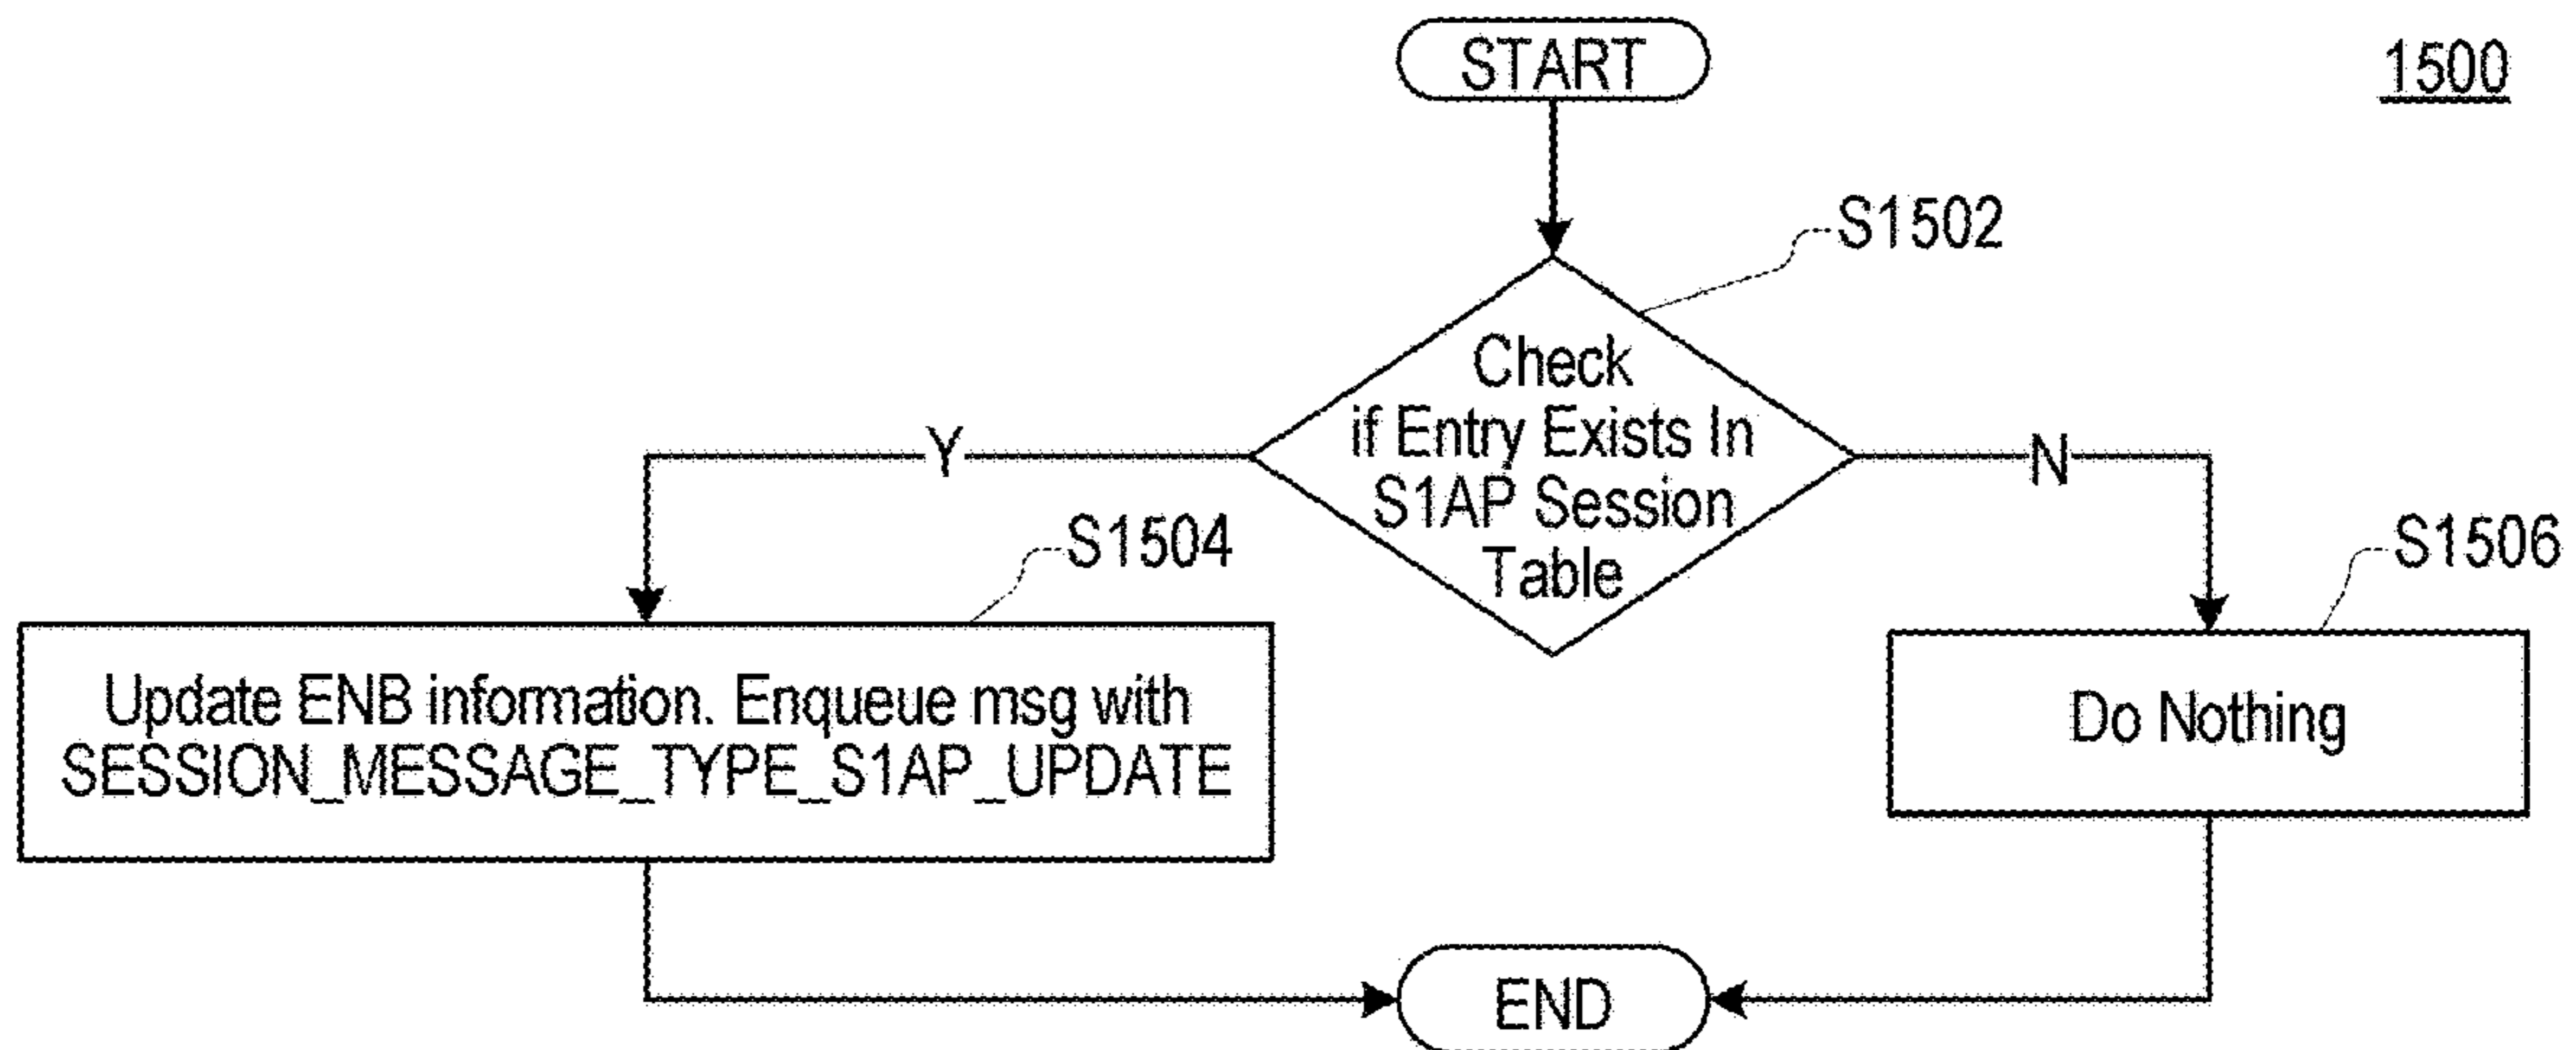 START
1500
S1502
Check
if Entry Exists In
S1AP Session
Table
Y
N
S1504
S1506
Update ENB information. Enqueue msg with
SESSION_MESSAGE_TYPE_S1AP_UPDATE
Do Nothing
END